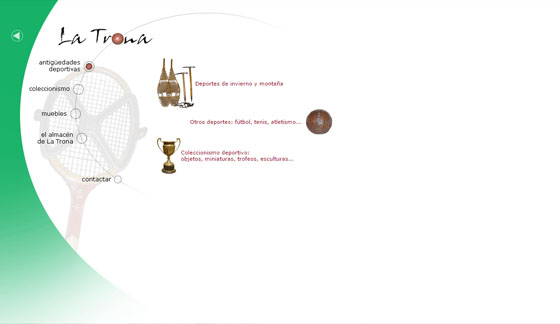 La Trona
antigüedades
deportivas
coleccionismo
muebles
el almacén
de La Trona
contactar
Deportes de invierno y montaña
Otros deportes: fútbol, tenis, atletismo...
Coleccionismo deportivo:
objetos, miniaturas, trofeos, esculturas...